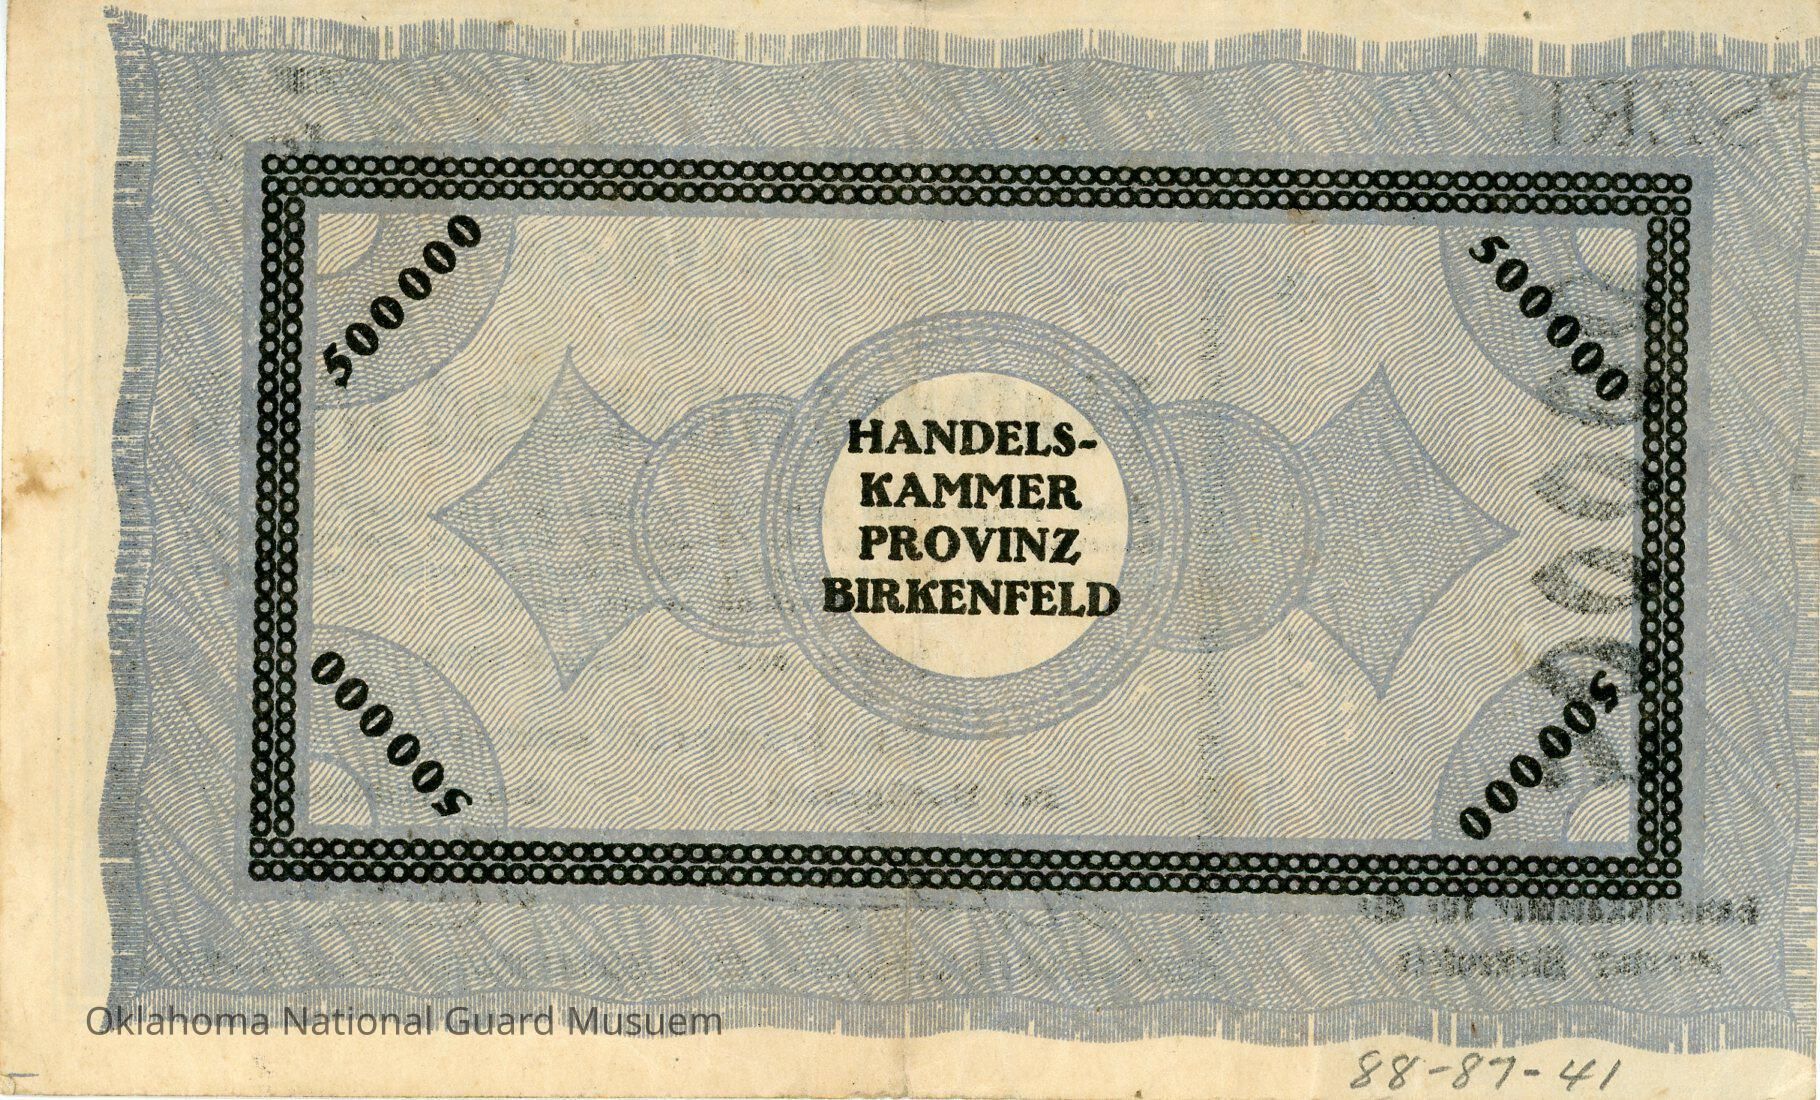 500000
500000
HANDELS-
KAMMER
PROVINZ
BIRKENFELD
500000
500000
Oklahoma National Guard Musuem
88-87-41